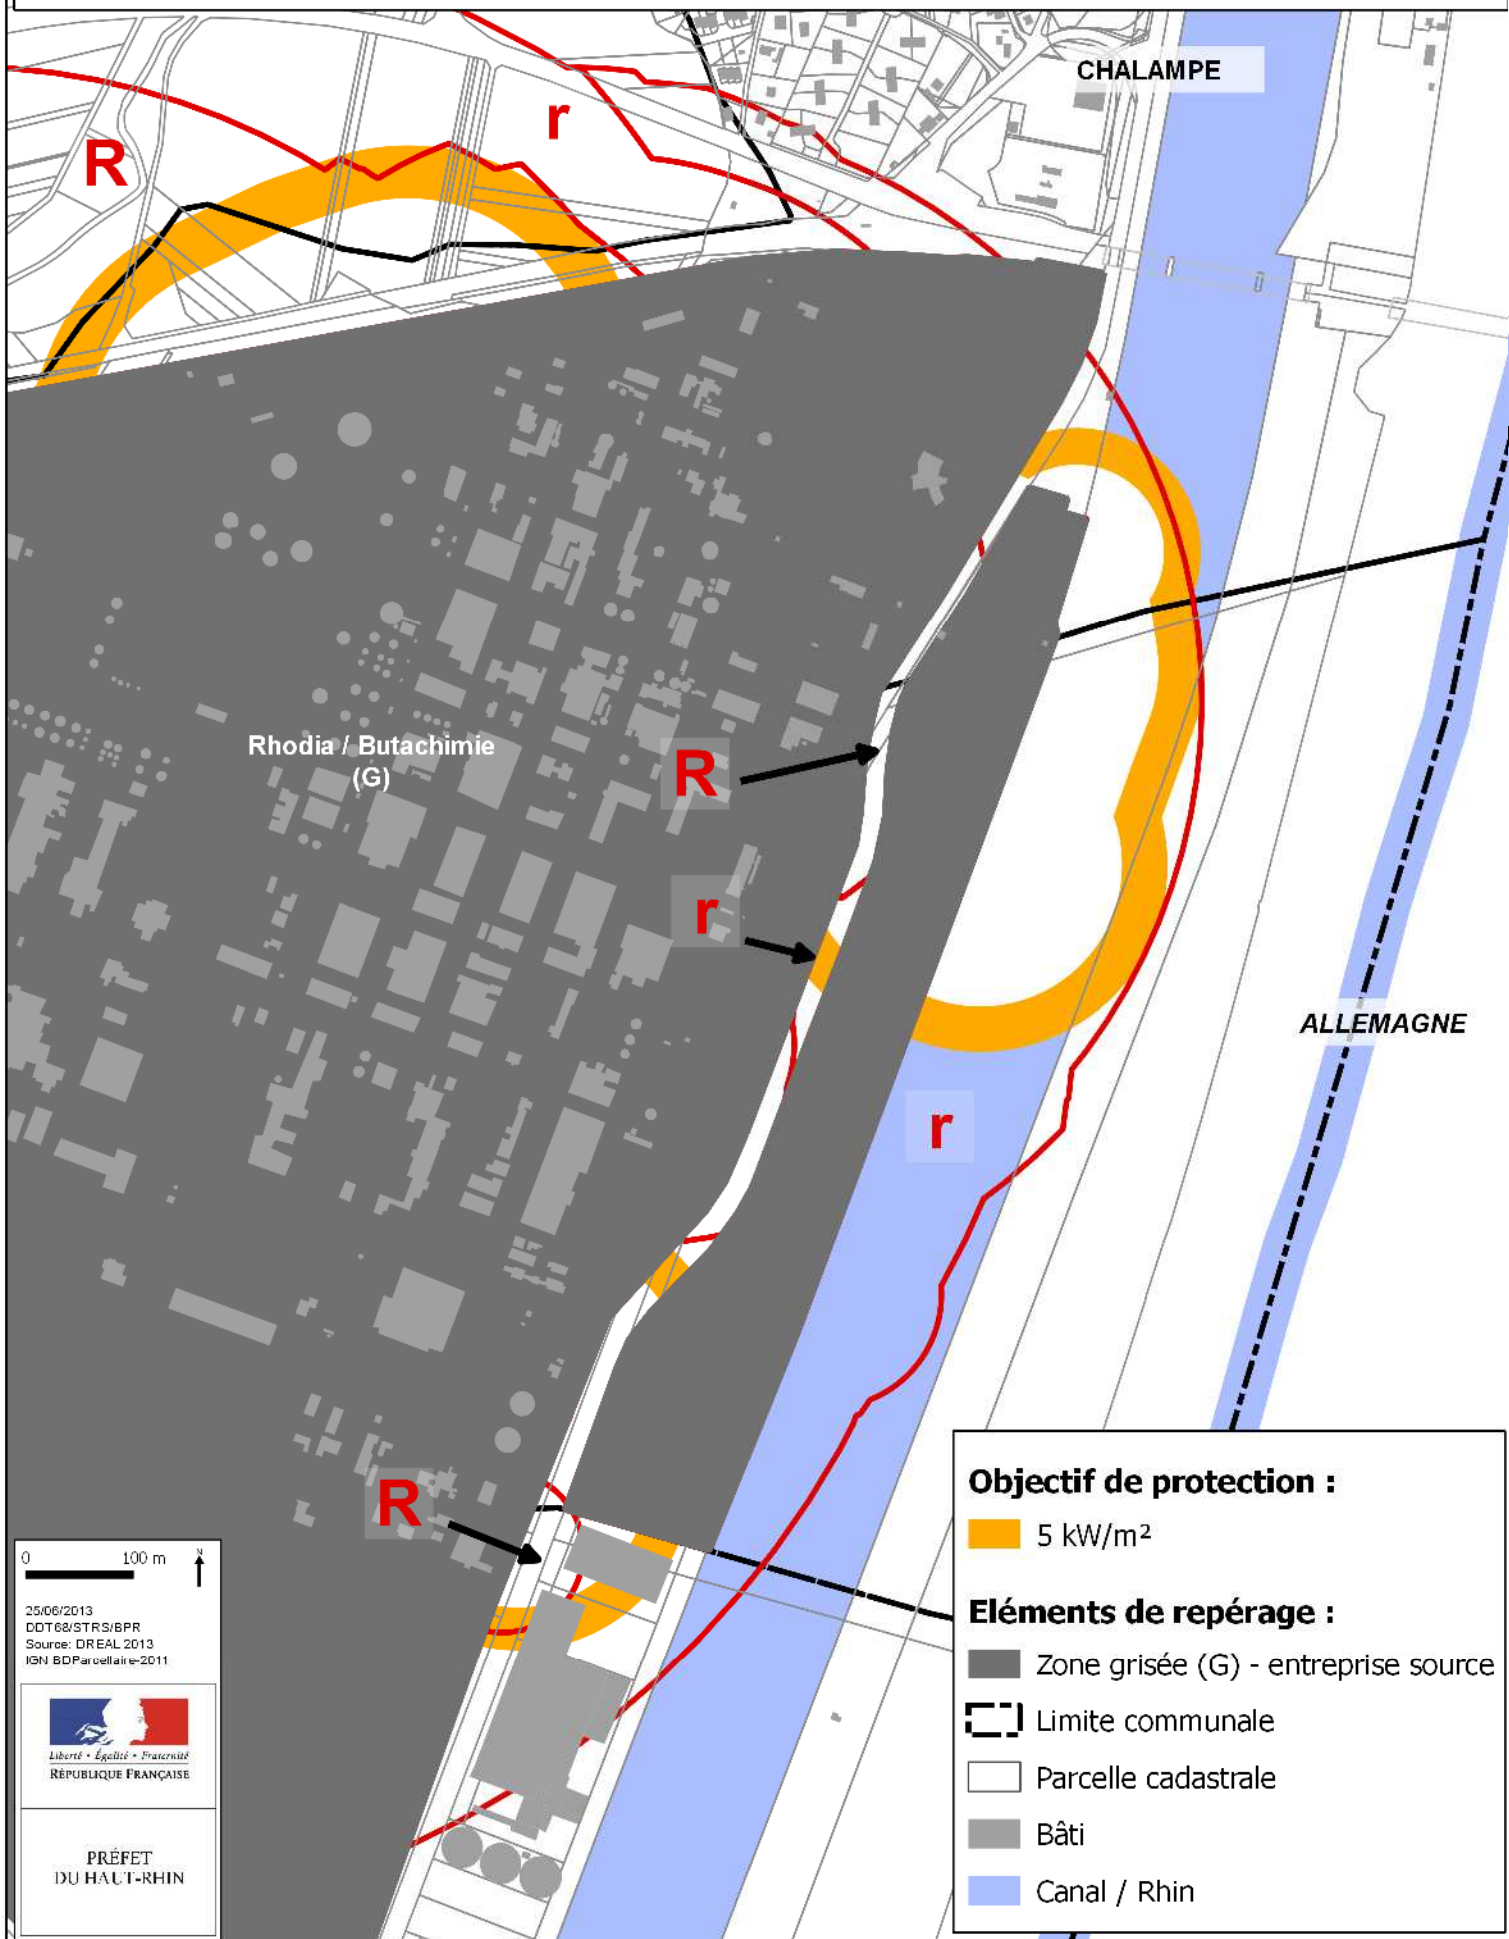 CHALAMPE
r
R
Rhodia / Butachimie
(G)
R
r
ALLEMAGNE
r
R
Objectif de protection :
5 kW/m²
Eléments de repérage :
Zone grisée (G) - entreprise source
Limite communale
Parcelle cadastrale
Bâti
Canal / Rhin
0 100 m
N
25/06/2013
DDT68/STRS/BPR
Source: DREAL 2013
IGN BDParcellaire-2011
Liberté • Égalité • Fraternité
RÉPUBLIQUE FRANÇAISE
PRÉFET
DU HAUT-RHIN